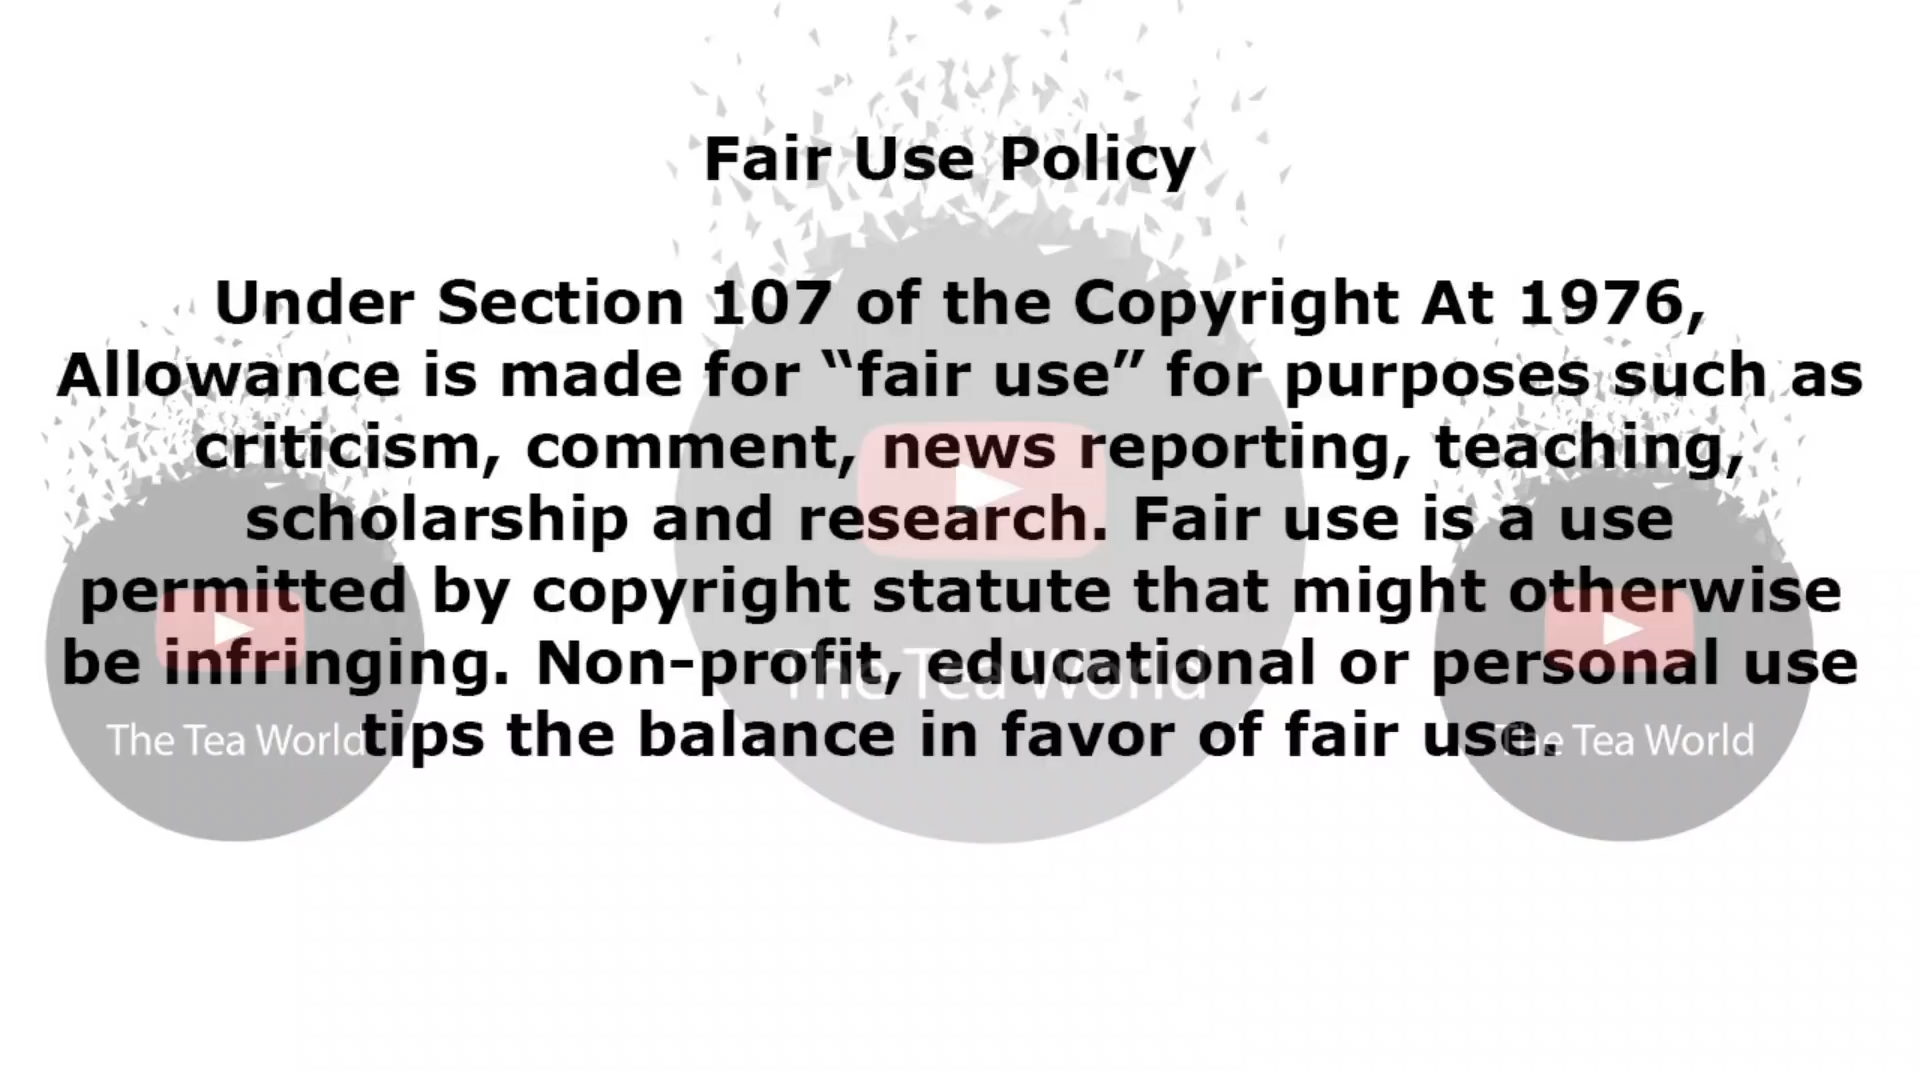 Fair Use Policy
Under Section 107 of the Copyright At 1976,
Allowance is made for “fair use” for purposes such as
criticism, comment, news reporting, teaching,
scholarship and research. Fair use is a use
permitted by copyright statute that might otherwise
be infringing. Non-profit, educational or personal use
tips the balance in favor of fair use.
The Tea World
The Tea World
The Tea World